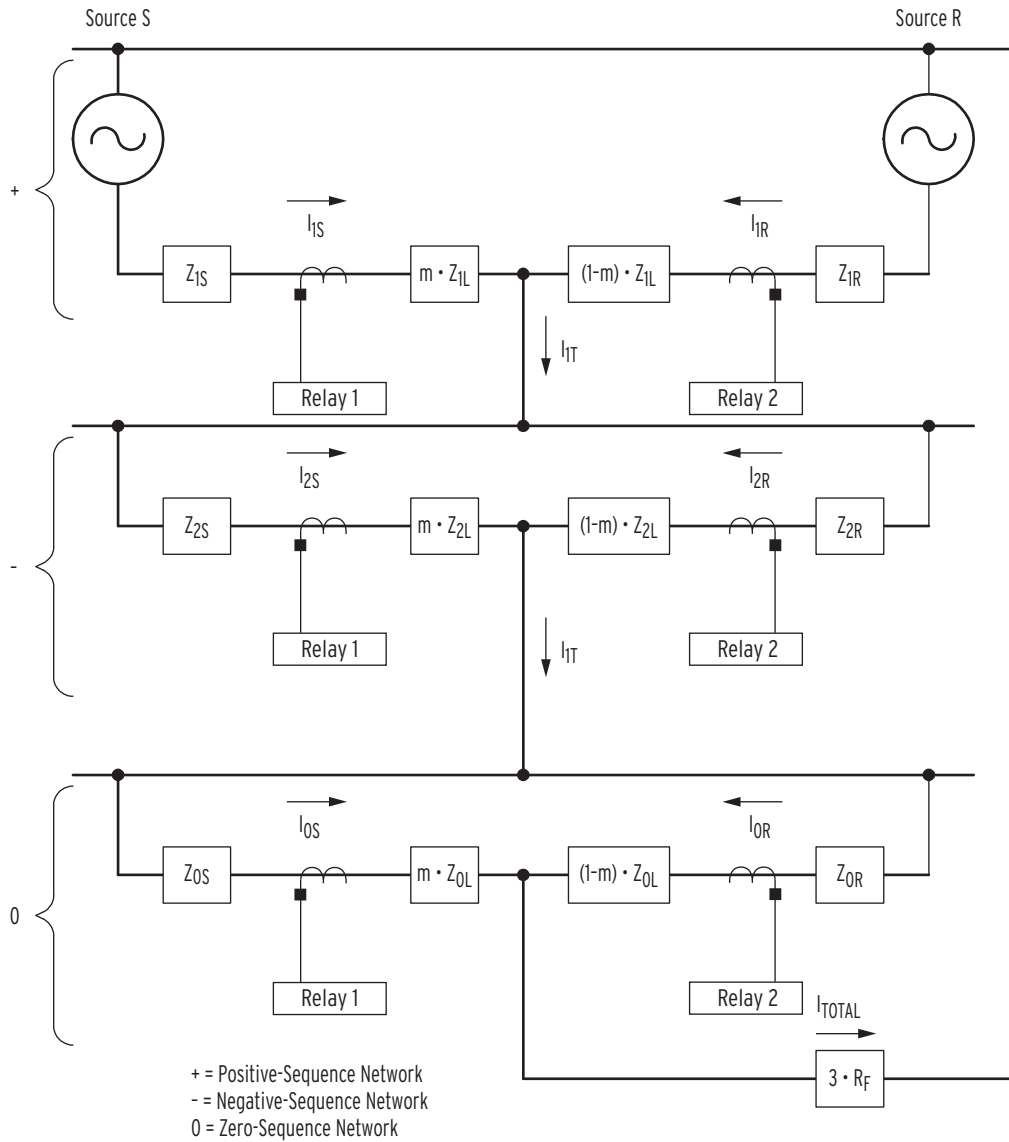 Source S
Source R
+
I1S
I1R
Z1S
m • Z1L
(1-m) • Z1L
Z1R
I1T
Relay 1
Relay 2
I2S
I2R
Z2S
m • Z2L
(1-m) • Z2L
Z2R
-
Relay 1
Relay 2
I1T
I0S
I0R
Z0S
m • Z0L
(1-m) • Z0L
Z0R
0
Relay 1
Relay 2
ITOTAL
3 • RF
+ = Positive-Sequence Network
- = Negative-Sequence Network
0 = Zero-Sequence Network